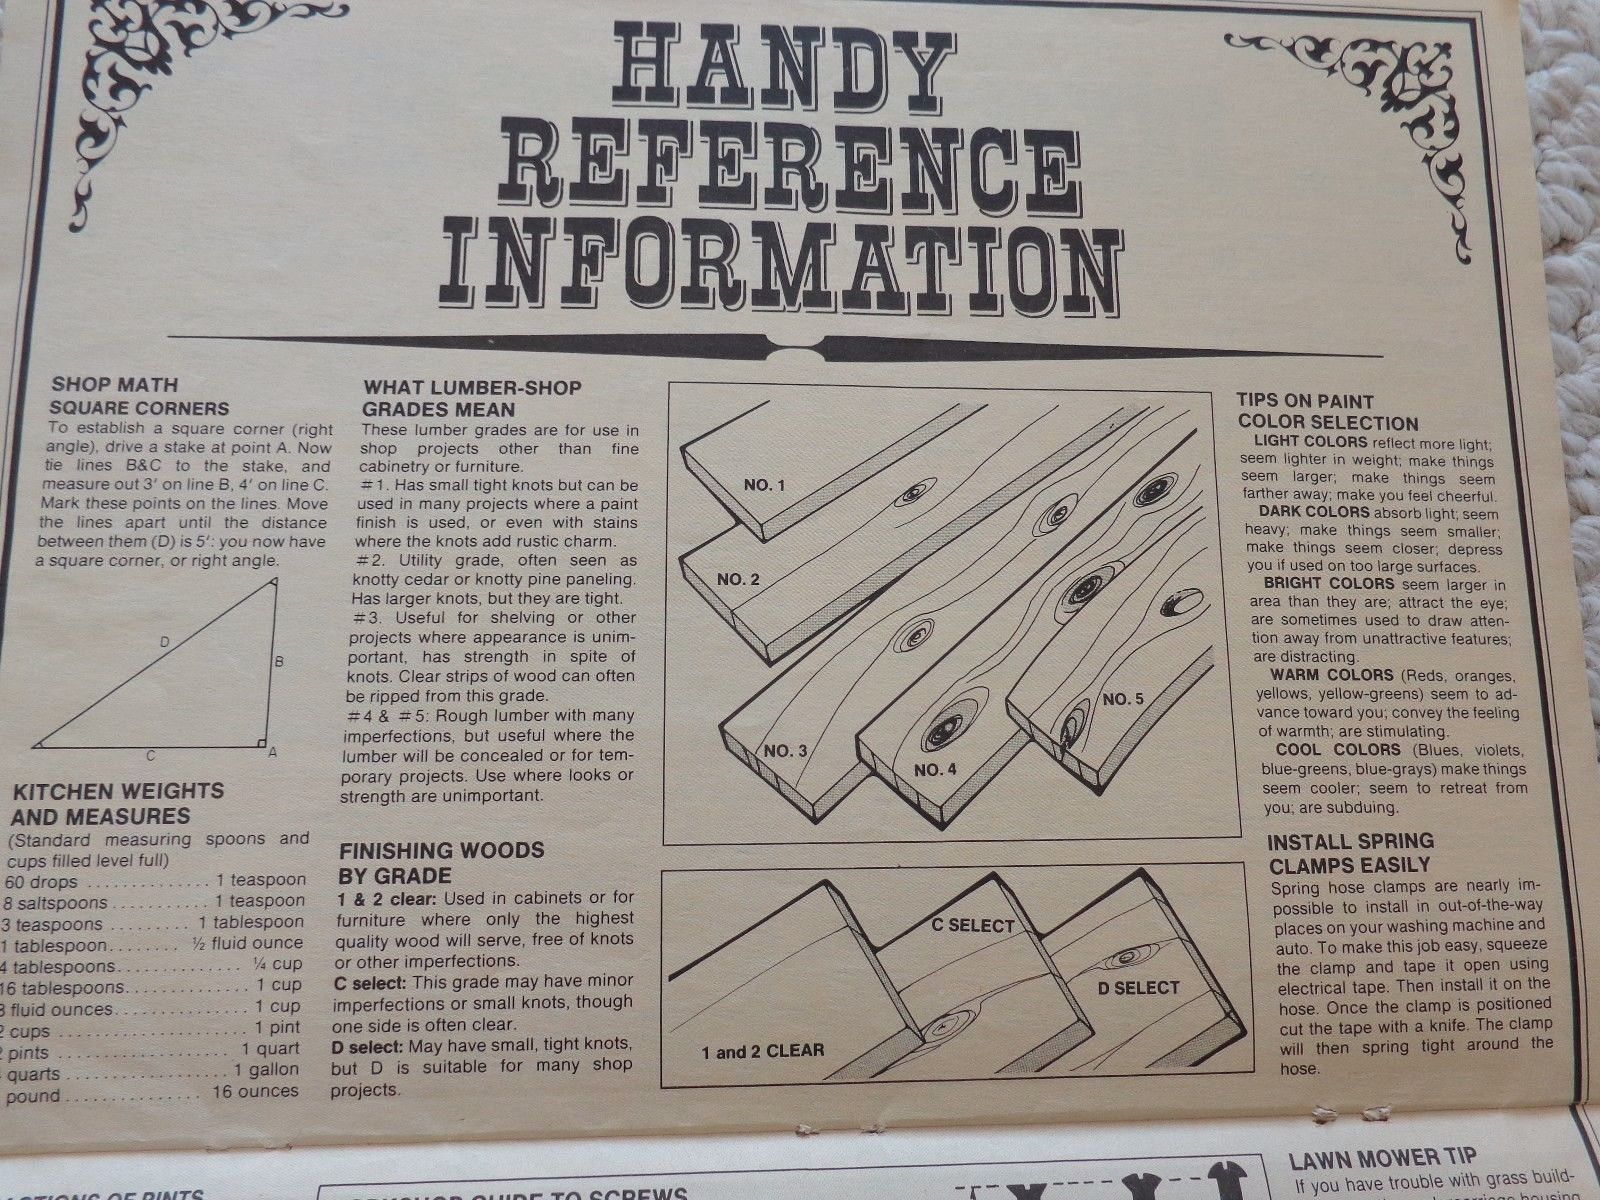 HANDY
REFERENCE
INFORMATION
SHOP MATH
SQUARE CORNERS
To establish a square corner (right
angle), drive a stake at point A. Now
tie lines B&C to the stake, and
measure out 3' on line B, 4' on line C.
Mark these points on the lines. Move
the lines apart until the distance
between them (D) is 5': you now have
a square corner, or right angle.
D
B
C
A
KITCHEN WEIGHTS
AND MEASURES
(Standard measuring spoons and
cups filled level full)
60 drops . . . . . . . . . . . . . . 1 teaspoon
8 saltspoons . . . . . . . . . . . 1 teaspoon
3 teaspoons . . . . . . . . . 1 tablespoon
1 tablespoon. . . . . . . . ½ fluid ounce
4 tablespoons. . . . . . . . . . . . . . ¼ cup
16 tablespoons. . . . . . . . . . . . . 1 cup
8 fluid ounces. . . . . . . . . . . . . . 1 cup
2 cups . . . . . . . . . . . . . . . . . . . 1 pint
pints . . . . . . . . . . . . . . . . . . 1 quart
quarts . . . . . . . . . . . . . . . . . 1 gallon
pound . . . . . . . . . . . . . . . 16 ounces
WHAT LUMBER-SHOP
GRADES MEAN
These lumber grades are for use in
shop projects other than fine
cabinetry or furniture.
#1. Has small tight knots but can be
used in many projects where a paint
finish is used, or even with stains
where the knots add rustic charm.
#2. Utility grade, often seen as
knotty cedar or knotty pine paneling.
Has larger knots, but they are tight.
#3. Useful for shelving or other
projects where appearance is unim-
portant, has strength in spite of
knots. Clear strips of wood can often
be ripped from this grade.
#4 & #5: Rough lumber with many
imperfections, but useful where the
lumber will be concealed or for tem-
porary projects. Use where looks or
strength are unimportant.
FINISHING WOODS
BY GRADE
1 & 2 clear: Used in cabinets or for
furniture where only the highest
quality wood will serve, free of knots
or other imperfections.
C select: This grade may have minor
imperfections or small knots, though
one side is often clear.
D select: May have small, tight knots,
but D is suitable for many shop
projects.
NO. 1
NO. 2
NO. 3
NO. 4
NO. 5
1 and 2 CLEAR
C SELECT
D SELECT
TIPS ON PAINT
COLOR SELECTION
LIGHT COLORS reflect more light;
seem lighter in weight; make things
seem larger; make things seem
farther away; make you feel cheerful.
DARK COLORS absorb light; seem
heavy; make things seem smaller;
make things seem closer; depress
you if used on too large surfaces.
BRIGHT COLORS seem larger in
area than they are; attract the eye;
are sometimes used to draw atten-
tion away from unattractive features;
are distracting.
WARM COLORS (Reds, oranges,
yellows, yellow-greens) seem to ad-
vance toward you; convey the feeling
of warmth; are stimulating.
COOL COLORS (Blues, violets,
blue-greens, blue-grays) make things
seem cooler; seem to retreat from
you; are subduing.
INSTALL SPRING
CLAMPS EASILY
Spring hose clamps are nearly im-
possible to install in out-of-the-way
places on your washing machine and
auto. To make this job easy, squeeze
the clamp and tape it open using
electrical tape. Then install it on the
hose. Once the clamp is positioned
cut the tape with a knife. The clamp
will then spring tight around the
hose.
OF PINTS
GUIDE TO SCREWS
LAWN MOWER TIP
If you have trouble with grass build-
housing